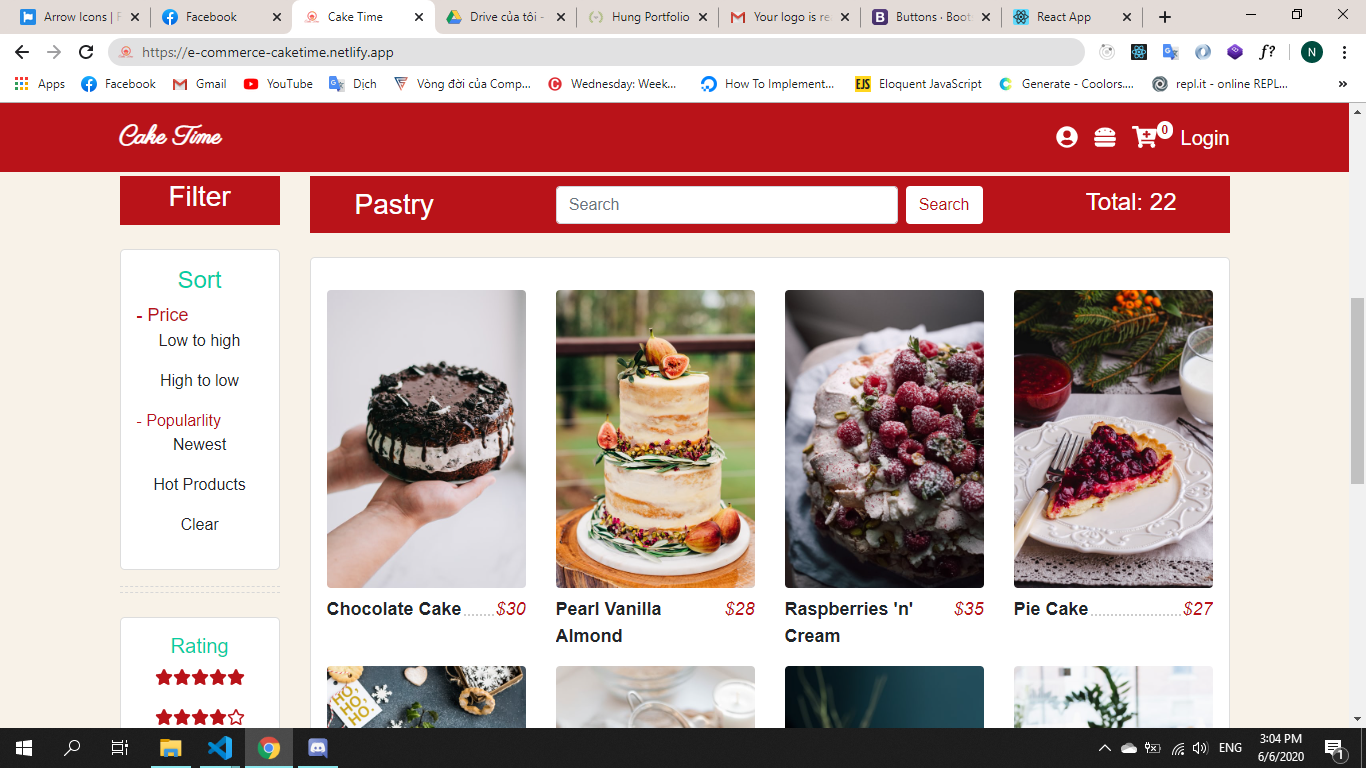 Arrow Icons | F
Facebook
Cake Time
Drive của tôi -
Hung Portfolio
Your logo is re
Buttons · Boots
React App
https://e-commerce-caketime.netlify.app
f?
N
Apps
Facebook
Gmail
YouTube
Dịch
Vòng đời của Comp...
Wednesday: Week...
How To Implement...
EJS
Eloquent JavaScript
Generate - Coolors....
repl.it - online REPL...
»
Cake Time
0
Login
Filter
Pastry
Search
Search
Total: 22
Sort
- Price
Low to high
High to low
- Popularlity
Newest
Hot Products
Clear
Rating
Chocolate Cake
$30
Pearl Vanilla
Almond
$28
Raspberries 'n'
Cream
$35
Pie Cake
$27
HO,
HO,
HO
ENG
3:04 PM
6/6/2020
1